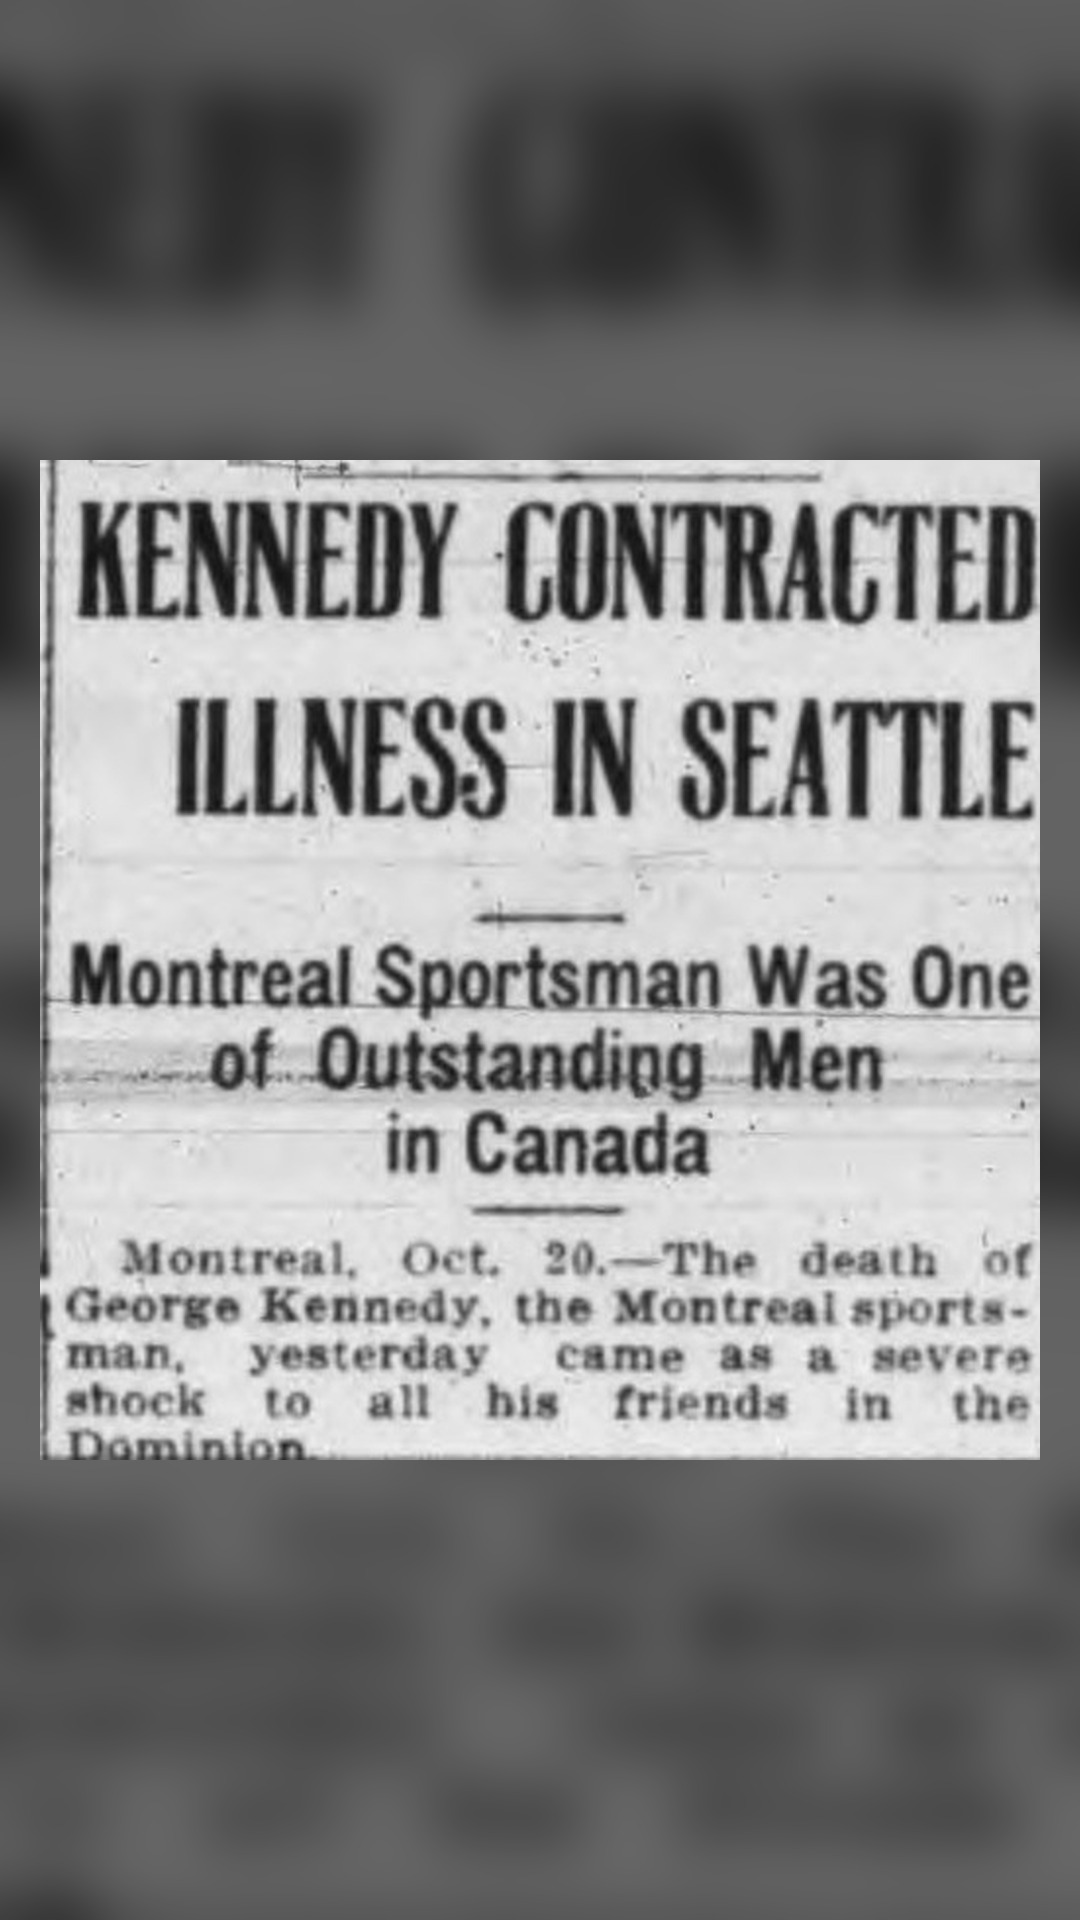 KENNEDY CONTRACTED
ILLNESS IN SEATTLE
Montreal Sportsman Was One
of Outstanding Men
in Canada
Montreal, Oct. 20.—The death of
George Kennedy, the Montreal sports-
man, yesterday came as a severe
shock to all his friends in the
Dominion.